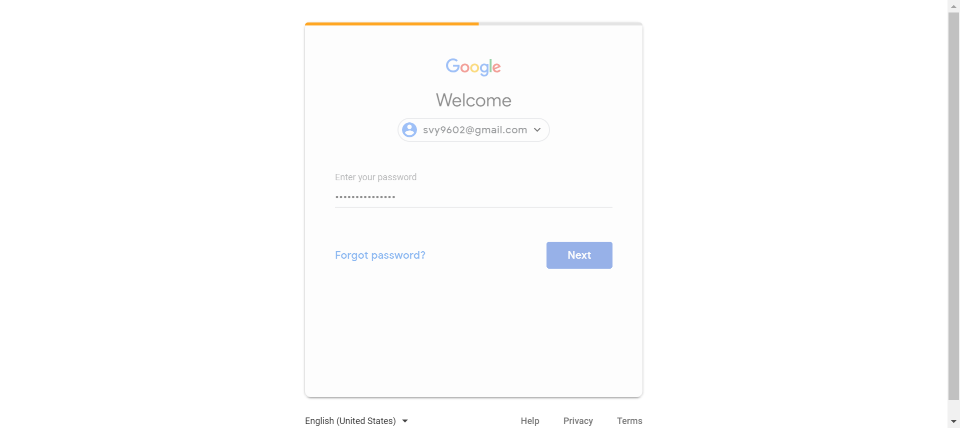 Google
Welcome
svy9602@gmail.com
Enter your password
•••••••••••••••
Forgot password?
Next
English (United States)
Help Privacy Terms